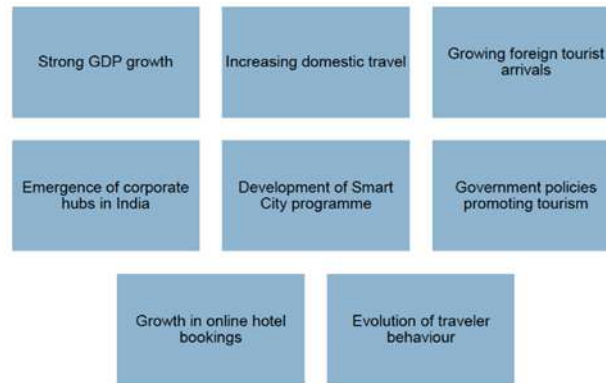 Strong GDP growth
Increasing domestic travel
Growing foreign tourist
arrivals
Emergence of corporate
hubs in India
Development of Smart
City programme
Government policies
promoting tourism
Growth in online hotel
bookings
Evolution of traveler
behaviour